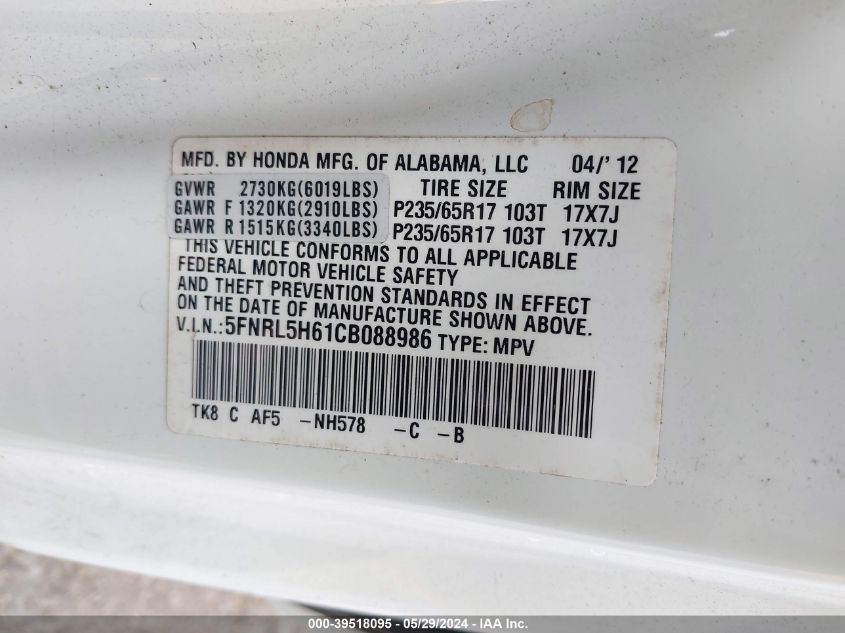 MFD. BY HONDA MFG. OF ALABAMA, LLC 04/'12
GVWR 2730KG(6019LBS) TIRE SIZE RIM SIZE
GAWR F 1320KG(2910LBS) P235/65R17 103T 17X7J
GAWR R 1515KG(3340LBS) P235/65R17 103T 17X7J
THIS VEHICLE CONFORMS TO ALL APPLICABLE
FEDERAL MOTOR VEHICLE SAFETY
AND THEFT PREVENTION STANDARDS IN EFFECT
ON THE DATE OF MANUFACTURE SHOWN ABOVE.
V.I.N.:5FNRL5H61CB088986 TYPE: MPV
TK8 C AF5 -NH578 -C -B
000-39518095 - 05/29/2024 - IAA Inc.